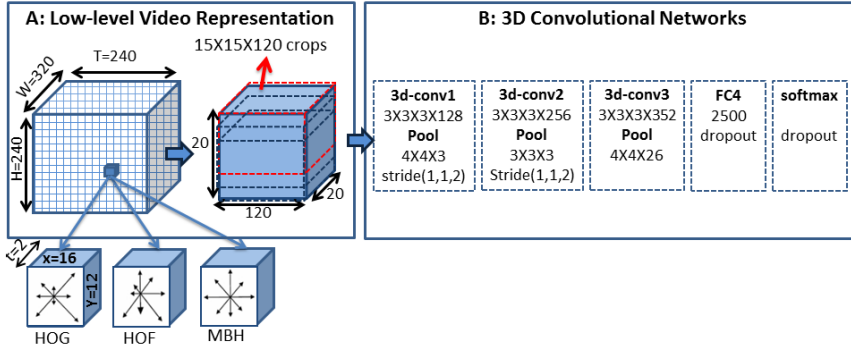 A: Low-level Video Representation
B: 3D Convolutional Networks
T=240
W=320
H=240
15X15X120 crops
20
120
20
3d-conv1
3X3X3X128
Pool
4X4X3
stride(1,1,2)
3d-conv2
3X3X3X256
Pool
3X3X3
Stride(1,1,2)
3d-conv3
3X3X3X352
Pool
4X4X26
FC4
2500
dropout
softmax
dropout
t=2
x=16
Y=12
HOG
HOF
MBH